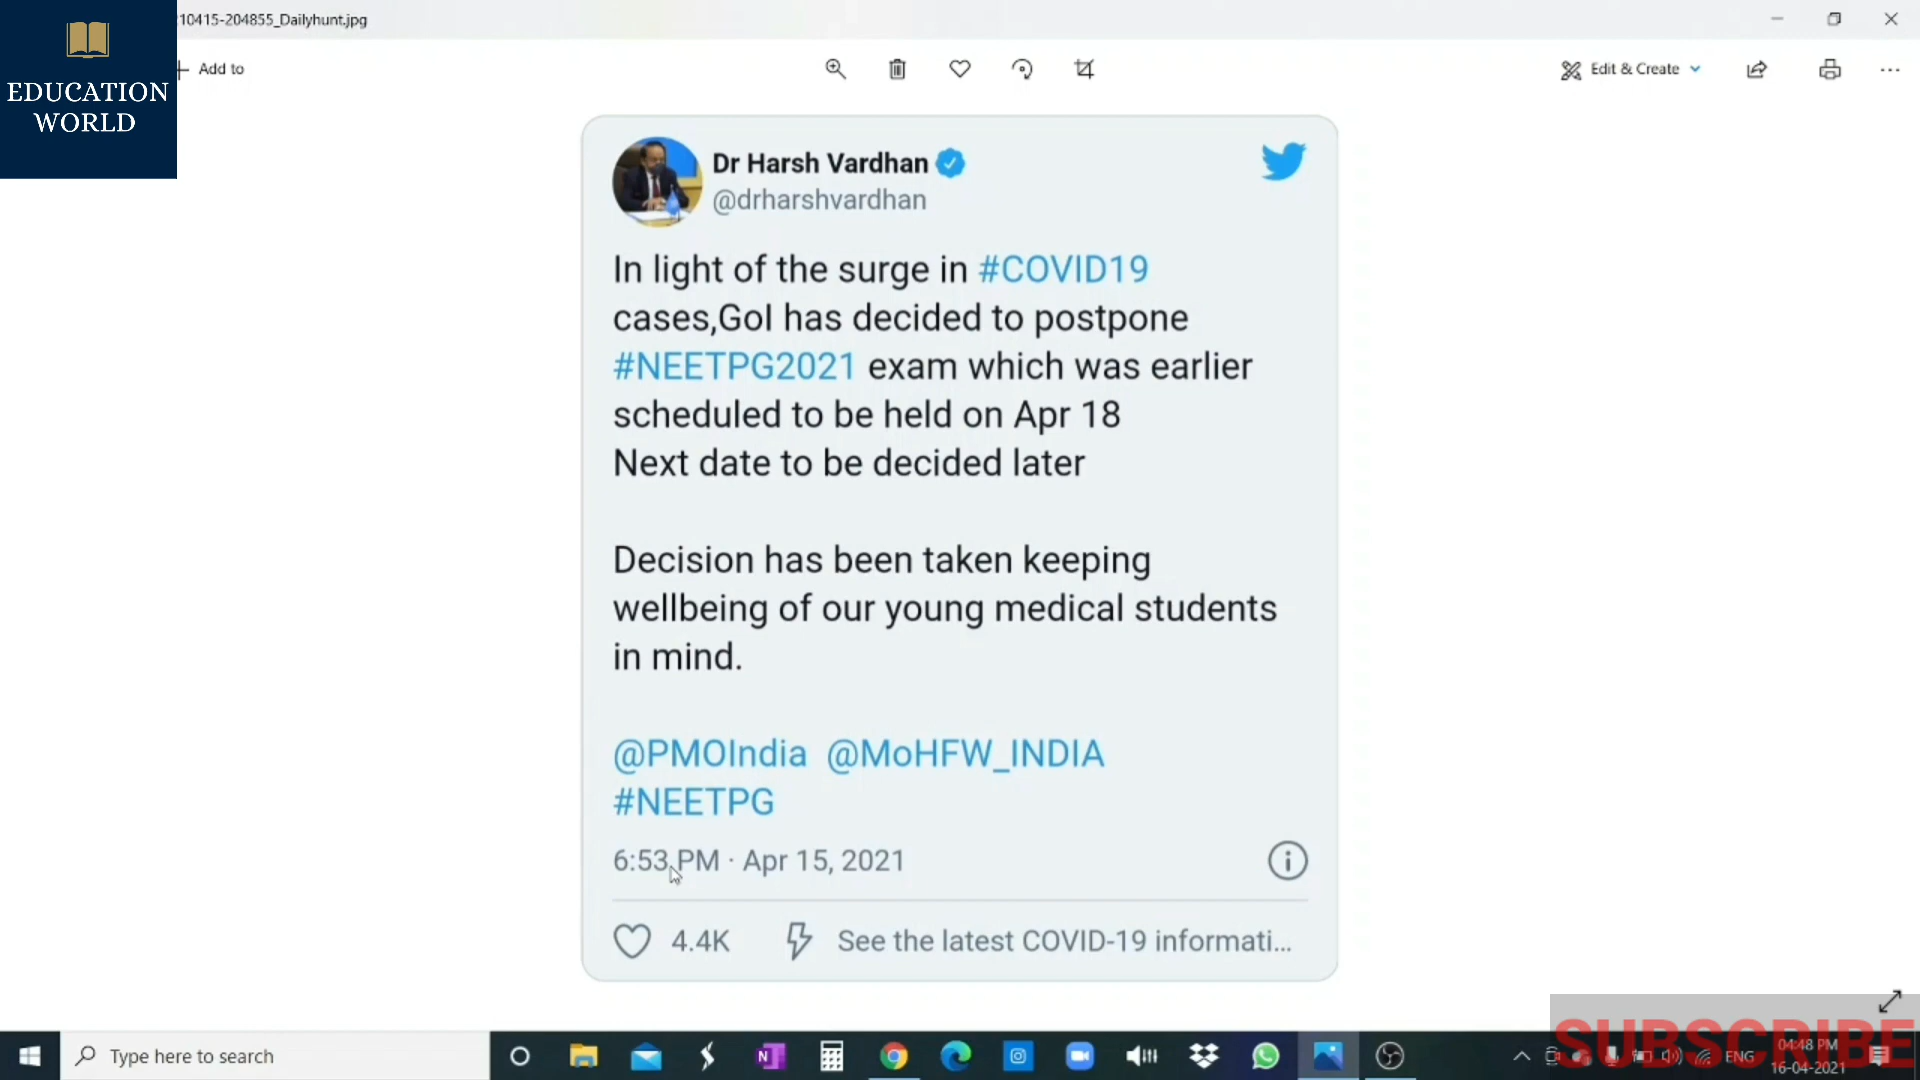 10415-204855_Dailyhunt.jpg
EDUCATION
WORLD
Add to
Edit & Create
Dr Harsh Vardhan
@drharshvardhan
In light of the surge in #COVID19
cases,GoI has decided to postpone
#NEETPG2021 exam which was earlier
scheduled to be held on Apr 18
Next date to be decided later
Decision has been taken keeping
wellbeing of our young medical students
in mind.
@PMOIndia @MoHFW_INDIA
#NEETPG
6:53 PM · Apr 15, 2021
4.4K
See the latest COVID-19 informati...
SUBSCRIBE
Type here to search
ENG
04:48 PM
16-04-2021